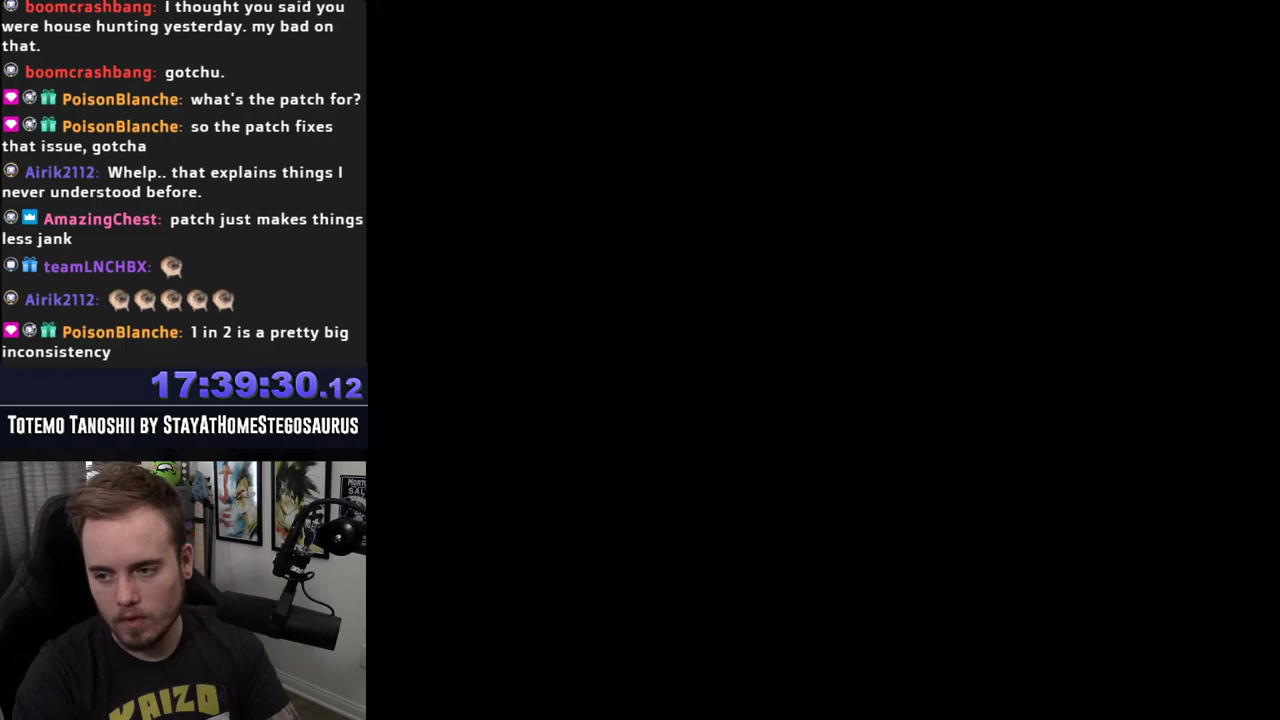 boomcrashbang: I thought you said you
were house hunting yesterday. my bad on
that.
boomcrashbang: gotchu.
PoisonBlanche: what's the patch for?
PoisonBlanche: so the patch fixes
that issue, gotcha
Airik2112: Whelp.. that explains things I
never understood before.
AmazingChest: patch just makes things
less jank
teamLNCHBX:
Airik2112:
PoisonBlanche: 1 in 2 is a pretty big
inconsistency
17:39:30.12
Totemo Tanoshii by StayAtHomeStegosaurus
KAIZO